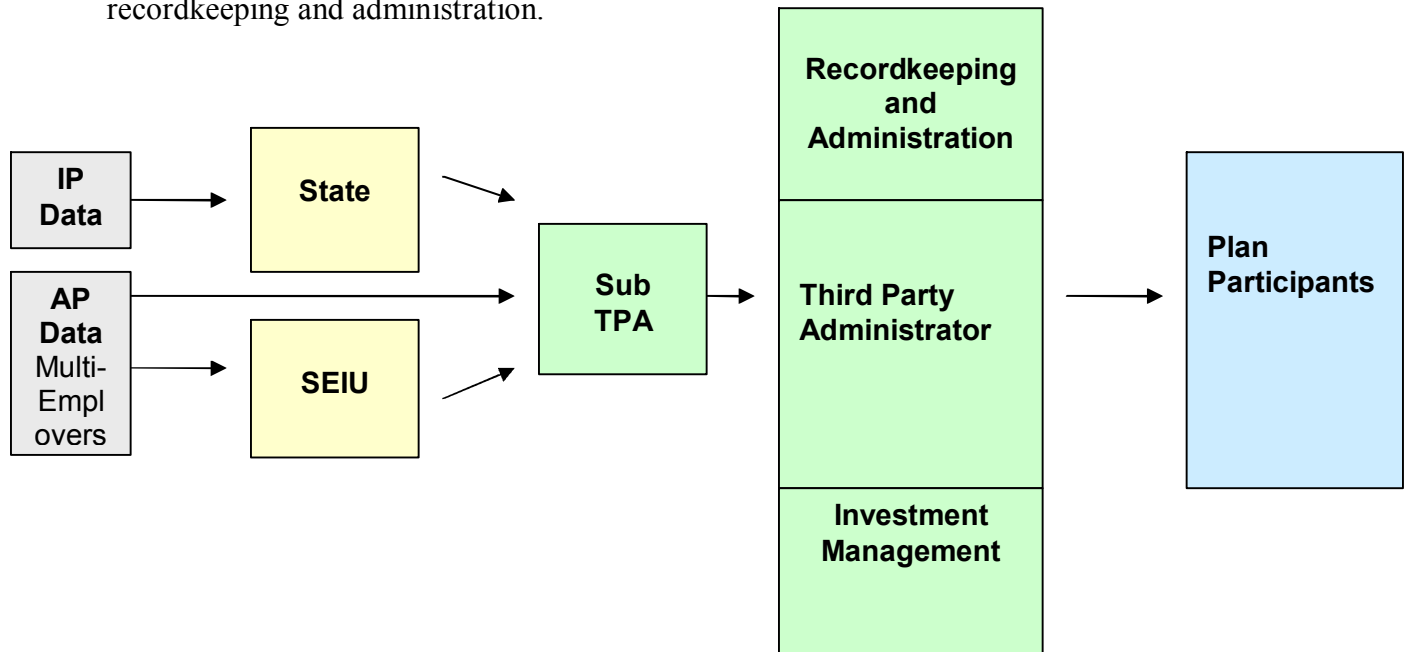 recordkeeping and administration.
Recordkeeping
and
Administration
IP
Data
State
AP
Data
Multi-
Empl
overs
SEIU
Sub
TPA
Third Party
Administrator
Investment
Management
Plan
Participants